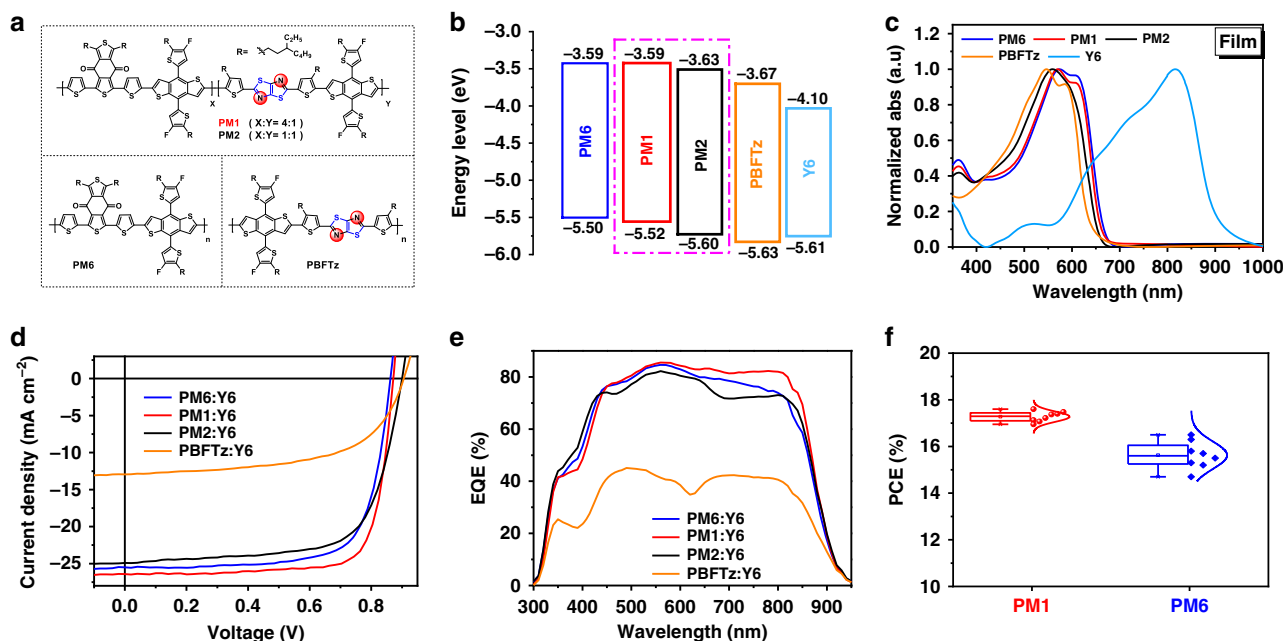 a
R=
C₂H₅
C₄H₉
R
R
R
F
R
R
R
F
O
O
S
S
S
S
S
S
S
N
N
S
S
S
S
X
Y
F
R
F
R
PM1 ( X:Y= 4:1 )
PM2 ( X:Y= 1:1 )
R
R
R
F
R
F
R
R
O
O
S
S
S
N
N
S
n
n
F
R
F
R
PM6
PBFTz
b
Energy level (eV)
−3.0
−3.5
−4.0
−4.5
−5.0
−5.5
−6.0
−3.59
−3.59
−3.63
−3.67
−4.10
PM6
PM1
PM2
PBFTz
Y6
−5.50
−5.52
−5.60
−5.63
−5.61
c
Normalized abs (a.u)
1.0
0.8
0.6
0.4
0.2
0.0
PM6
PM1
PM2
PBFTz
Y6
Film
400 500 600 700 800 900 1000
Wavelength (nm)
d
Current density (mA cm⁻²)
0
−5
−10
−15
−20
−25
PM6:Y6
PM1:Y6
PM2:Y6
PBFTz:Y6
0.0 0.2 0.4 0.6 0.8
Voltage (V)
e
EQE (%)
80
60
40
20
0
PM6:Y6
PM1:Y6
PM2:Y6
PBFTz:Y6
300 400 500 600 700 800 900
Wavelength (nm)
f
PCE (%)
20
18
16
14
12
10
PM1
PM6